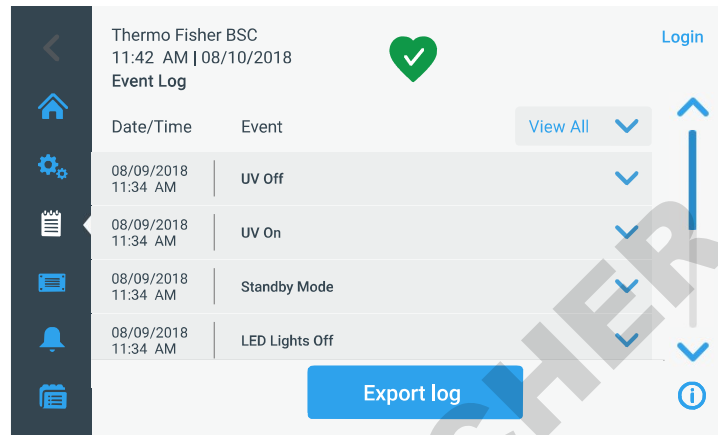 Thermo Fisher BSC
Login
11:42 AM | 08/10/2018
Event Log
Date/Time Event View All
08/09/2018
11:34 AM
UV Off
08/09/2018
11:34 AM
UV On
08/09/2018
11:34 AM
Standby Mode
08/09/2018
11:34 AM
LED Lights Off
Export log
CHER